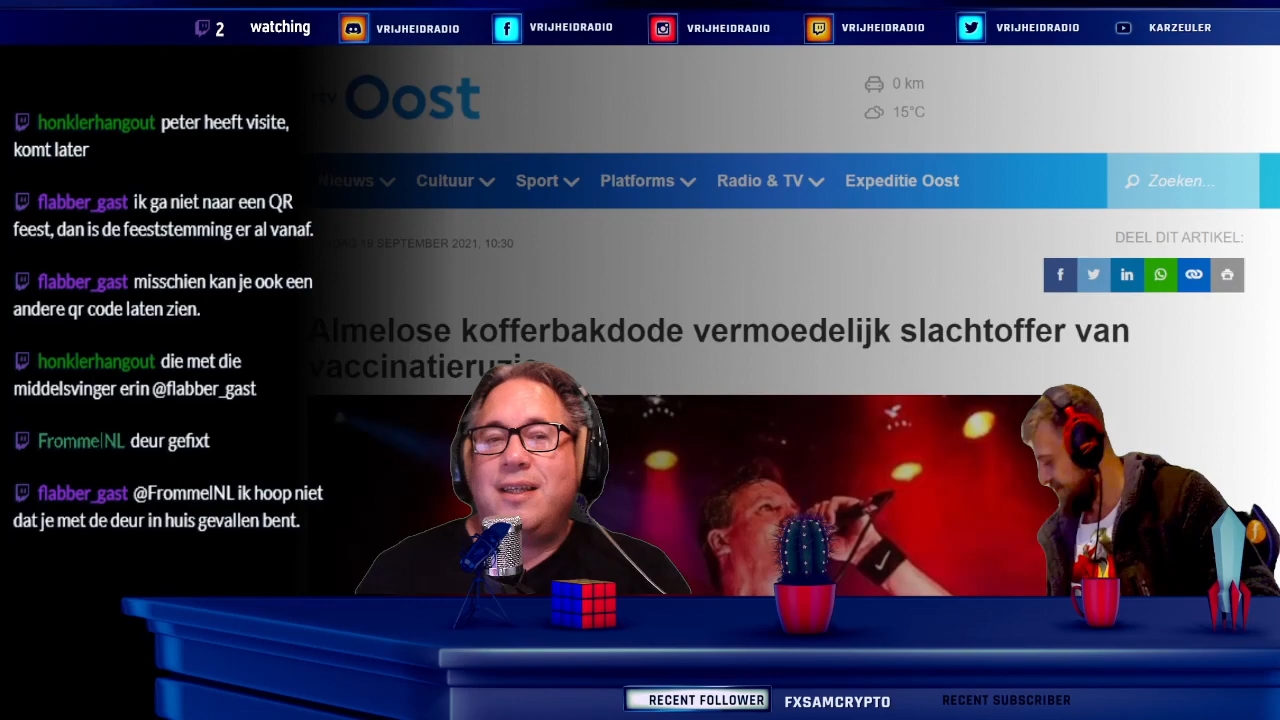 2 watching
VRIJHEIDRADIO
VRIJHEIDRADIO
VRIJHEIDRADIO
VRIJHEIDRADIO
VRIJHEIDRADIO
KARZEULER
rtv Oost
0 km
15°C
Nieuws
Cultuur
Sport
Platforms
Radio & TV
Expeditie Oost
Zoeken...
19 SEPTEMBER 2021, 10:30
DEEL DIT ARTIKEL:
Almelose kofferbakdode vermoedelijk slachtoffer van
vaccinatieruzie
honklerhangout peter heeft visite,
komt later
flabber_gast ik ga niet naar een QR
feest, dan is de feeststemming er al vanaf.
flabber_gast misschien kan je ook een
andere qr code laten zien.
honklerhangout die met die
middelsvinger erin @flabber_gast
FrommelNL deur gefixt
flabber_gast @FrommelNL ik hoop niet
dat je met de deur in huis gevallen bent.
RECENT FOLLOWER
FXSAMCRYPTO
RECENT SUBSCRIBER